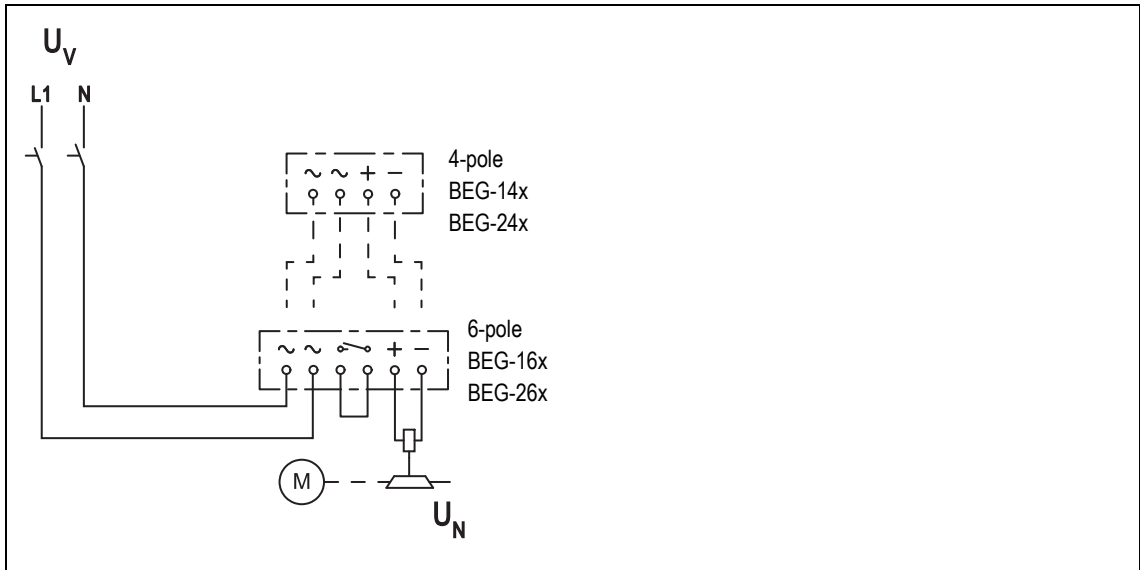 U_V
L1 N
~ ~ + −
4-pole
BEG-14x
BEG-24x
~ ~ + −
6-pole
BEG-16x
BEG-26x
M
U_N